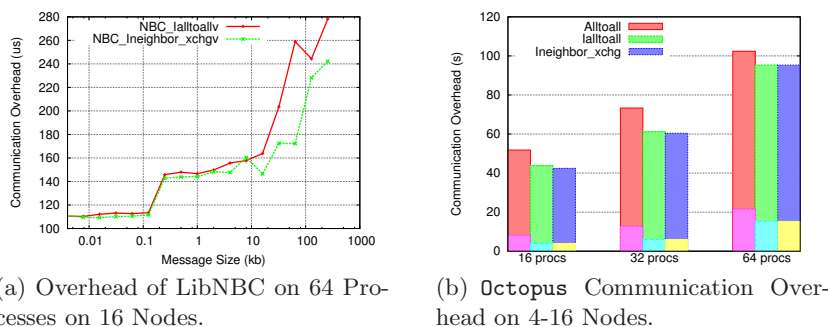 280
260
240
220
200
180
160
140
120
100
0.01 0.1 1 10 100 1000
Communication Overhead (us)
Message Size (kb)
NBC_Ialltoallv
NBC_Ineighbor_xchgv
120
100
80
60
40
20
0
16 procs 32 procs 64 procs
Communication Overhead (s)
Alltoall
Ialltoall
Ineighbor_xchg
(a) Overhead of LibNBC on 64 Pro-
cesses on 16 Nodes.
(b) Octopus Communication Over-
head on 4-16 Nodes.